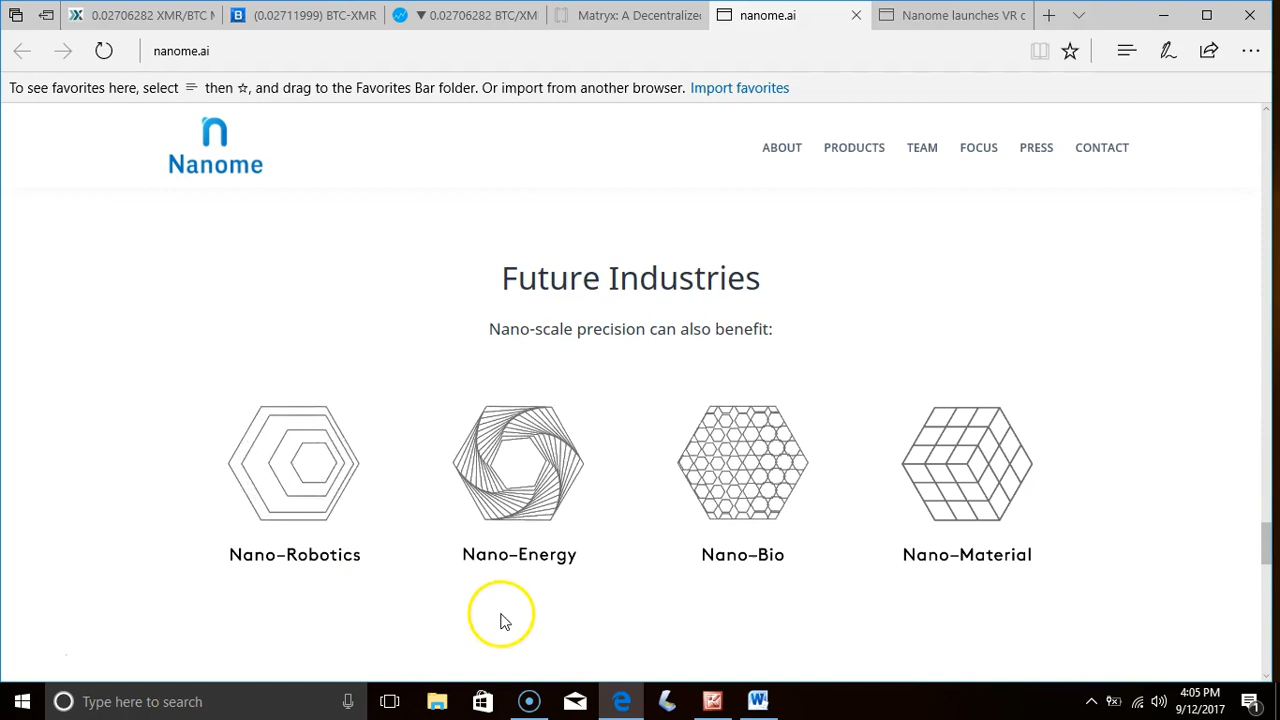 0.02706282 XMR/BTC M
(0.02711999) BTC-XMR
▼ 0.02706282 BTC/XM
Matryx: A Decentralize
nanome.ai
Nanome launches VR c
nanome.ai
To see favorites here, select ≡ then ☆, and drag to the Favorites Bar folder. Or import from another browser. Import favorites
n
Nanome
ABOUT PRODUCTS TEAM FOCUS PRESS CONTACT
Future Industries
Nano-scale precision can also benefit:
Nano–Robotics Nano–Energy Nano–Bio Nano–Material
Type here to search
4:05 PM
9/12/2017